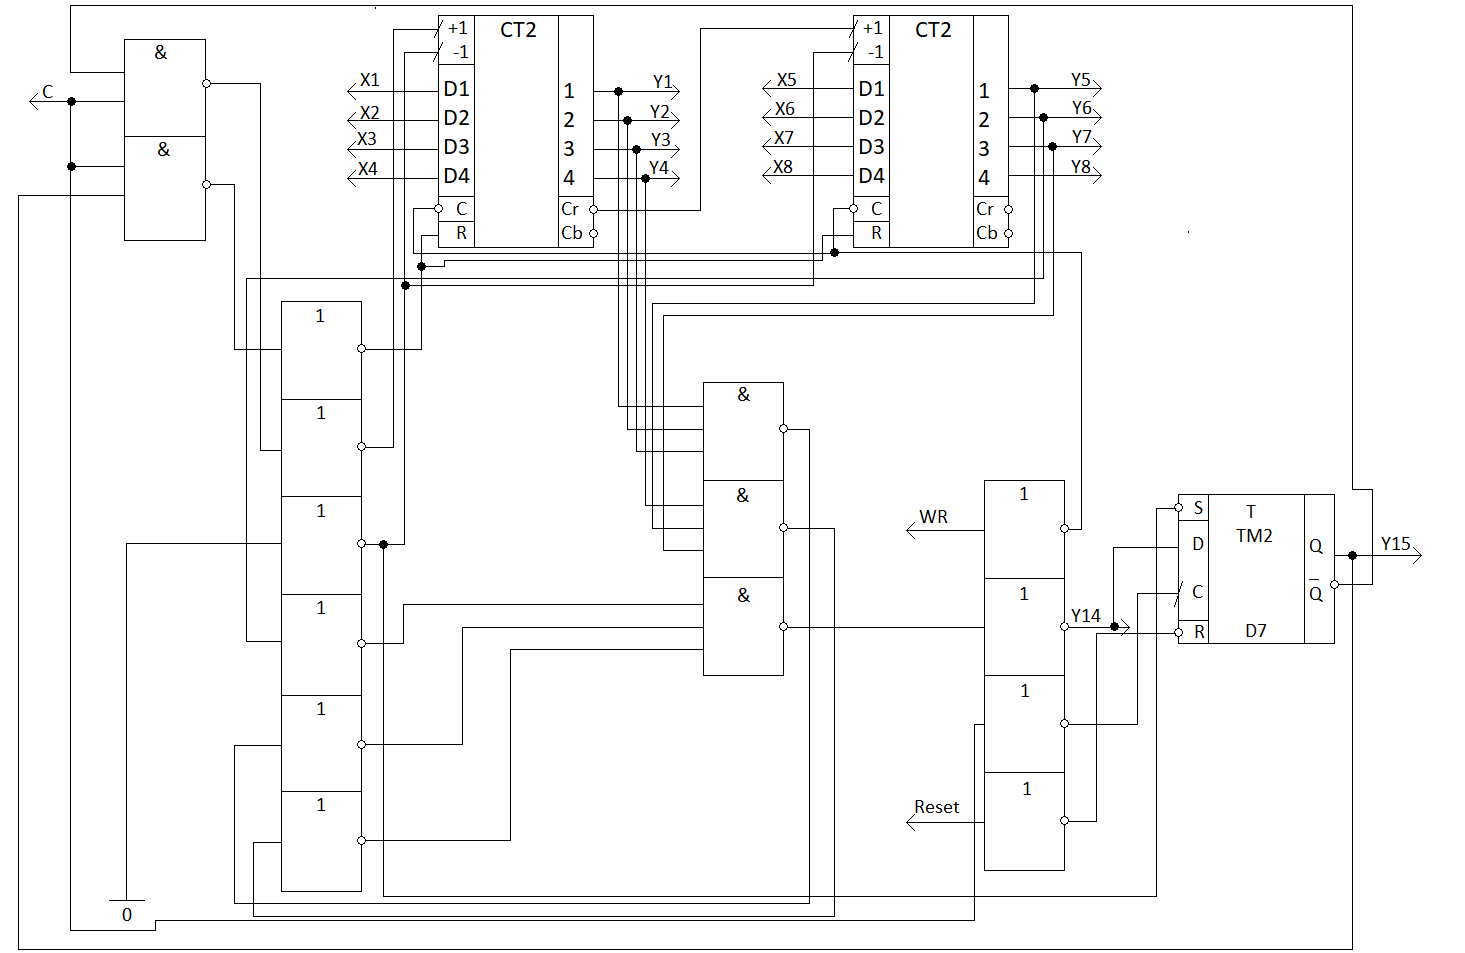 &
C
&
+1
-1
CT2
X1
D1
1
Y1
X2
D2
2
Y2
X3
D3
3
Y3
X4
D4
4
Y4
C
Cr
R
Cb
+1
-1
CT2
X5
D1
1
Y5
X6
D2
2
Y6
X7
D3
3
Y7
X8
D4
4
Y8
C
Cr
R
Cb
1
1
1
1
1
1
0
&
&
&
1
WR
1
Y14
1
1
Reset
S
T
TM2
D
Q
Y15
C
Q
R
D7